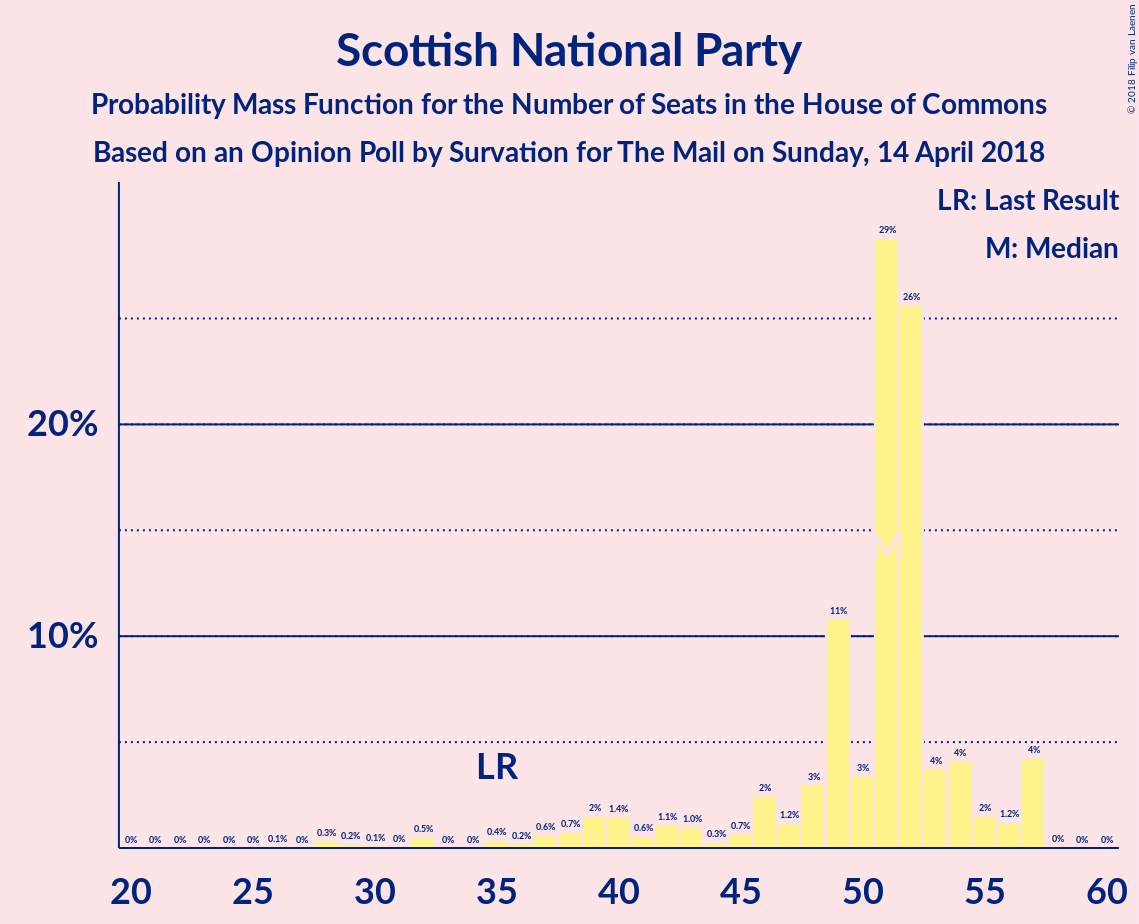 © 2018 Filip van Laenen
Scottish National Party
Probability Mass Function for the Number of Seats in the House of Commons
Based on an Opinion Poll by Survation for The Mail on Sunday, 14 April 2018
LR: Last Result
M: Median
20%
10%
0% 0% 0% 0% 0% 0% 0.1% 0% 0.3% 0.2% 0.1% 0% 0.5% 0% 0% 0.4% 0.2% 0.6% 0.7% 2% 1.4% 0.6% 1.1% 1.0% 0.3% 0.7% 2% 1.2% 3% 11% 3% 29% 26% 4% 4% 2% 1.2% 4% 0% 0% 0%
LR
M
20 25 30 35 40 45 50 55 60